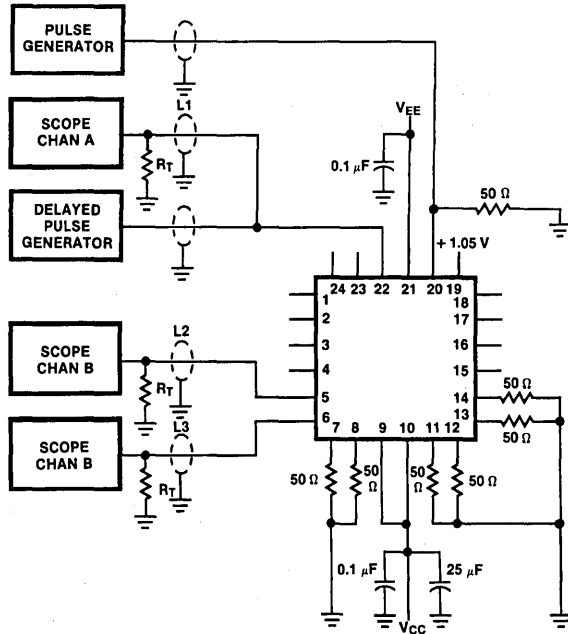 PULSE
GENERATOR
L1
SCOPE
CHAN A
R_T
V_EE
0.1 µF
DELAYED
PULSE
GENERATOR
50 Ω
+ 1.05 V
24 23 22 21 20 19
1 18
2 17
3 16
4 15
5 14
6 13
7 8 9 10 11 12
SCOPE
CHAN B
L2
R_T
SCOPE
CHAN B
L3
R_T
50 Ω
50 Ω
50 Ω
50 Ω
50 Ω
50 Ω
0.1 µF
25 µF
V_CC